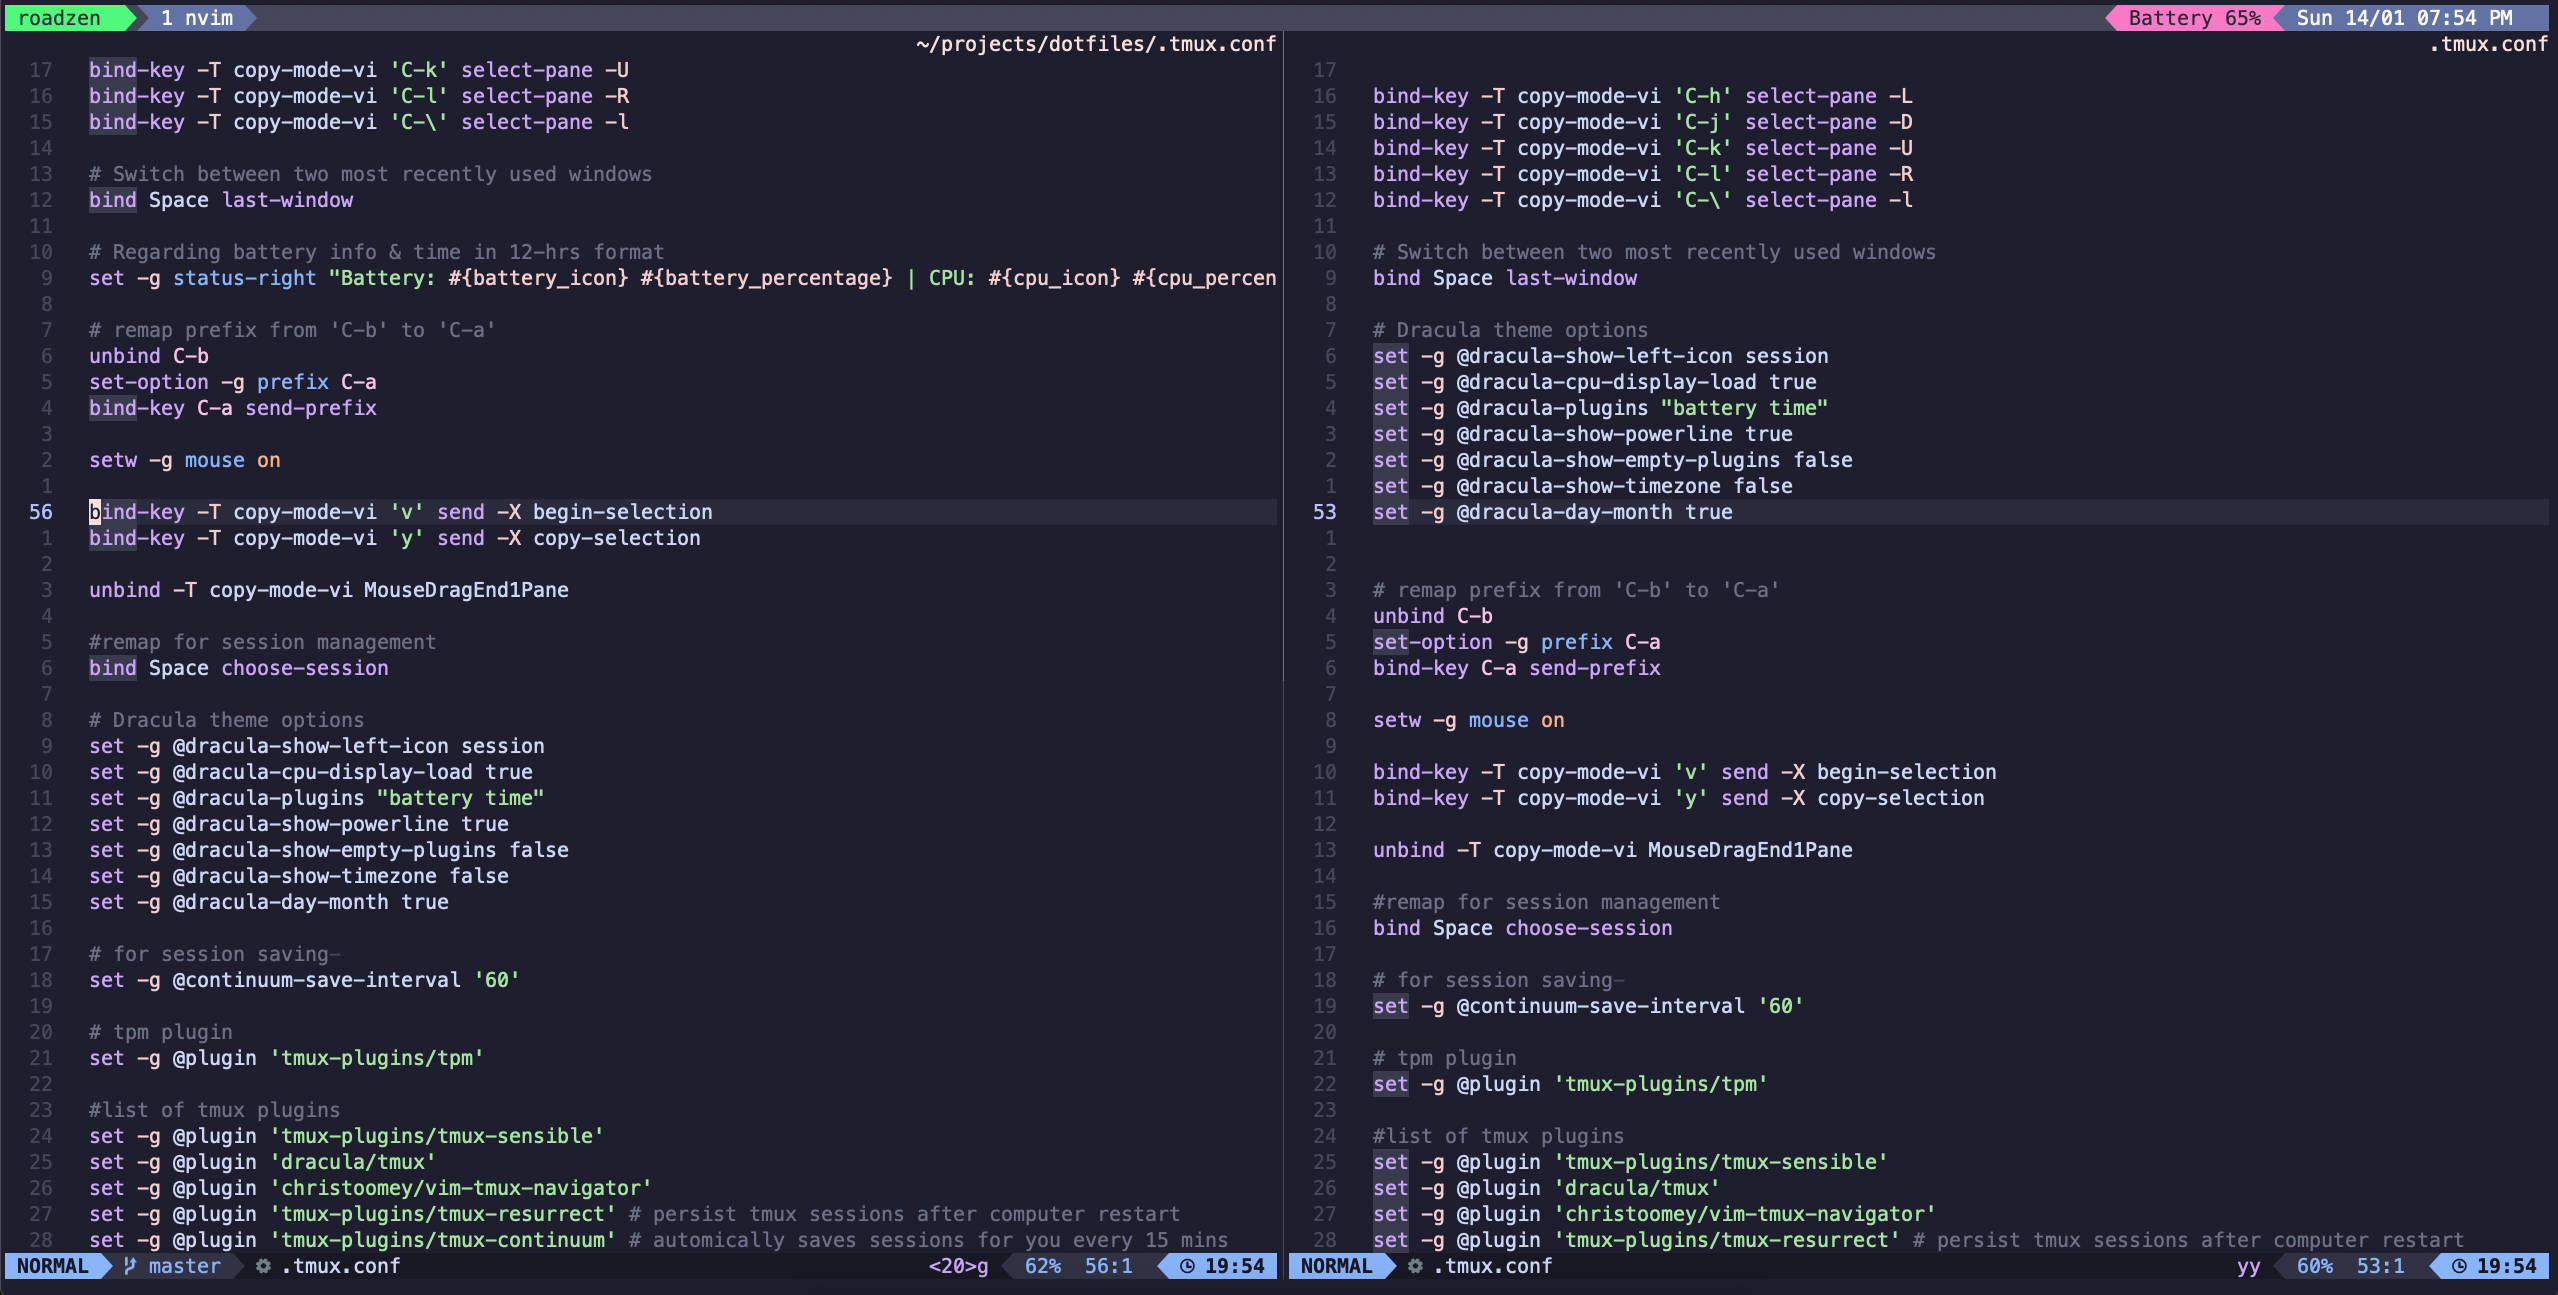 roadzen 1 nvim Battery 65% Sun 14/01 07:54 PM
~/projects/dotfiles/.tmux.conf
17 bind-key -T copy-mode-vi 'C-k' select-pane -U
16 bind-key -T copy-mode-vi 'C-l' select-pane -R
15 bind-key -T copy-mode-vi 'C-\' select-pane -l
14
13 # Switch between two most recently used windows
12 bind Space last-window
11
10 # Regarding battery info & time in 12-hrs format
9 set -g status-right "Battery: #{battery_icon} #{battery_percentage} | CPU: #{cpu_icon} #{cpu_percen
8
7 # remap prefix from 'C-b' to 'C-a'
6 unbind C-b
5 set-option -g prefix C-a
4 bind-key C-a send-prefix
3
2 setw -g mouse on
1
56 bind-key -T copy-mode-vi 'v' send -X begin-selection
1 bind-key -T copy-mode-vi 'y' send -X copy-selection
2
3 unbind -T copy-mode-vi MouseDragEnd1Pane
4
5 #remap for session management
6 bind Space choose-session
7
8 # Dracula theme options
9 set -g @dracula-show-left-icon session
10 set -g @dracula-cpu-display-load true
11 set -g @dracula-plugins "battery time"
12 set -g @dracula-show-powerline true
13 set -g @dracula-show-empty-plugins false
14 set -g @dracula-show-timezone false
15 set -g @dracula-day-month true
16
17 # for session saving-
18 set -g @continuum-save-interval '60'
19
20 # tpm plugin
21 set -g @plugin 'tmux-plugins/tpm'
22
23 #list of tmux plugins
24 set -g @plugin 'tmux-plugins/tmux-sensible'
25 set -g @plugin 'dracula/tmux'
26 set -g @plugin 'christoomey/vim-tmux-navigator'
27 set -g @plugin 'tmux-plugins/tmux-resurrect' # persist tmux sessions after computer restart
28 set -g @plugin 'tmux-plugins/tmux-continuum' # automically saves sessions for you every 15 mins
NORMAL master .tmux.conf <20>g 62% 56:1 19:54
.tmux.conf
17
16 bind-key -T copy-mode-vi 'C-h' select-pane -L
15 bind-key -T copy-mode-vi 'C-j' select-pane -D
14 bind-key -T copy-mode-vi 'C-k' select-pane -U
13 bind-key -T copy-mode-vi 'C-l' select-pane -R
12 bind-key -T copy-mode-vi 'C-\' select-pane -l
11
10 # Switch between two most recently used windows
9 bind Space last-window
8
7 # Dracula theme options
6 set -g @dracula-show-left-icon session
5 set -g @dracula-cpu-display-load true
4 set -g @dracula-plugins "battery time"
3 set -g @dracula-show-powerline true
2 set -g @dracula-show-empty-plugins false
1 set -g @dracula-show-timezone false
53 set -g @dracula-day-month true
1
2
3 # remap prefix from 'C-b' to 'C-a'
4 unbind C-b
5 set-option -g prefix C-a
6 bind-key C-a send-prefix
7
8 setw -g mouse on
9
10 bind-key -T copy-mode-vi 'v' send -X begin-selection
11 bind-key -T copy-mode-vi 'y' send -X copy-selection
12
13 unbind -T copy-mode-vi MouseDragEnd1Pane
14
15 #remap for session management
16 bind Space choose-session
17
18 # for session saving-
19 set -g @continuum-save-interval '60'
20
21 # tpm plugin
22 set -g @plugin 'tmux-plugins/tpm'
23
24 #list of tmux plugins
25 set -g @plugin 'tmux-plugins/tmux-sensible'
26 set -g @plugin 'dracula/tmux'
27 set -g @plugin 'christoomey/vim-tmux-navigator'
28 set -g @plugin 'tmux-plugins/tmux-resurrect' # persist tmux sessions after computer restart
NORMAL .tmux.conf yy 60% 53:1 19:54